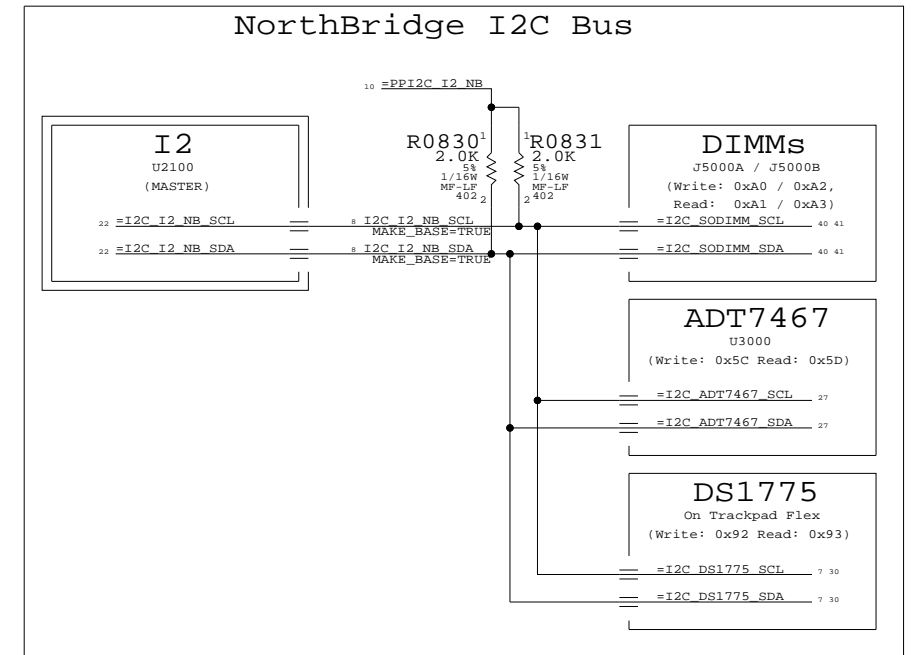 NorthBridge I2C Bus
10 =PPI2C_I2_NB
I2
U2100
(MASTER)
22 =I2C_I2_NB_SCL
22 =I2C_I2_NB_SDA
8 I2C_I2_NB_SCL
MAKE_BASE=TRUE
8 I2C_I2_NB_SDA
MAKE_BASE=TRUE
R0830 1
2.0K
5%
1/16W
MF-LF
402 2
1 R0831
2.0K
5%
1/16W
MF-LF
2 402
DIMMs
J5000A / J5000B
(Write: 0xA0 / 0xA2,
Read: 0xA1 / 0xA3)
=I2C_SODIMM_SCL 40 41
=I2C_SODIMM_SDA 40 41
ADT7467
U3000
(Write: 0x5C Read: 0x5D)
=I2C_ADT7467_SCL 27
=I2C_ADT7467_SDA 27
DS1775
On Trackpad Flex
(Write: 0x92 Read: 0x93)
=I2C_DS1775_SCL 7 30
=I2C_DS1775_SDA 7 30